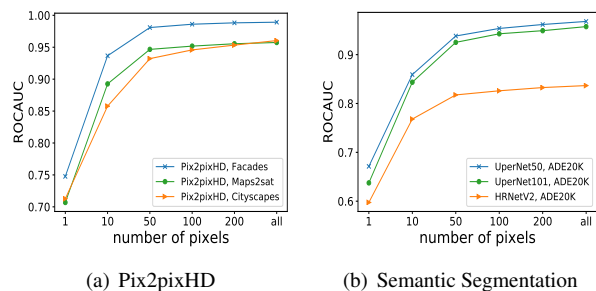 ROCAUC
1.00
0.95
0.90
0.85
0.80
0.75
0.70
1 10 50 100 200 all
number of pixels
Pix2pixHD, Facades
Pix2pixHD, Maps2sat
Pix2pixHD, Cityscapes
(a) Pix2pixHD
ROCAUC
0.9
0.8
0.7
0.6
1 10 50 100 200 all
number of pixels
UperNet50, ADE20K
UperNet101, ADE20K
HRNetV2, ADE20K
(b) Semantic Segmentation